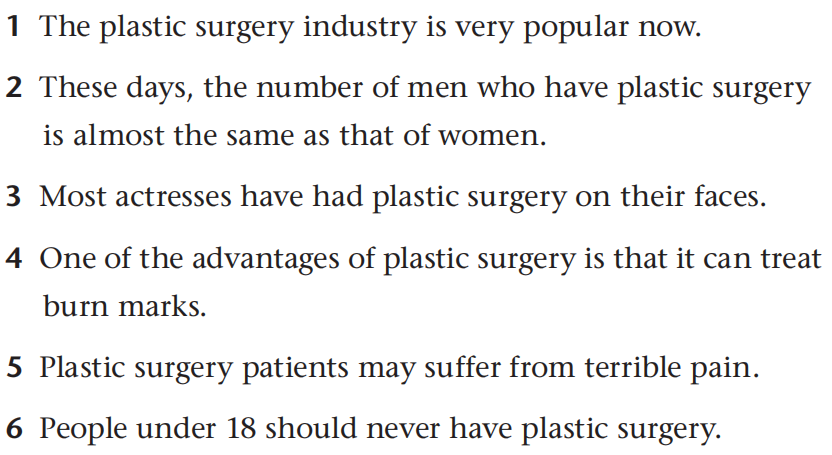 1 The plastic surgery industry is very popular now.
2 These days, the number of men who have plastic surgery
is almost the same as that of women.
3 Most actresses have had plastic surgery on their faces.
4 One of the advantages of plastic surgery is that it can treat
burn marks.
5 Plastic surgery patients may suffer from terrible pain.
6 People under 18 should never have plastic surgery.